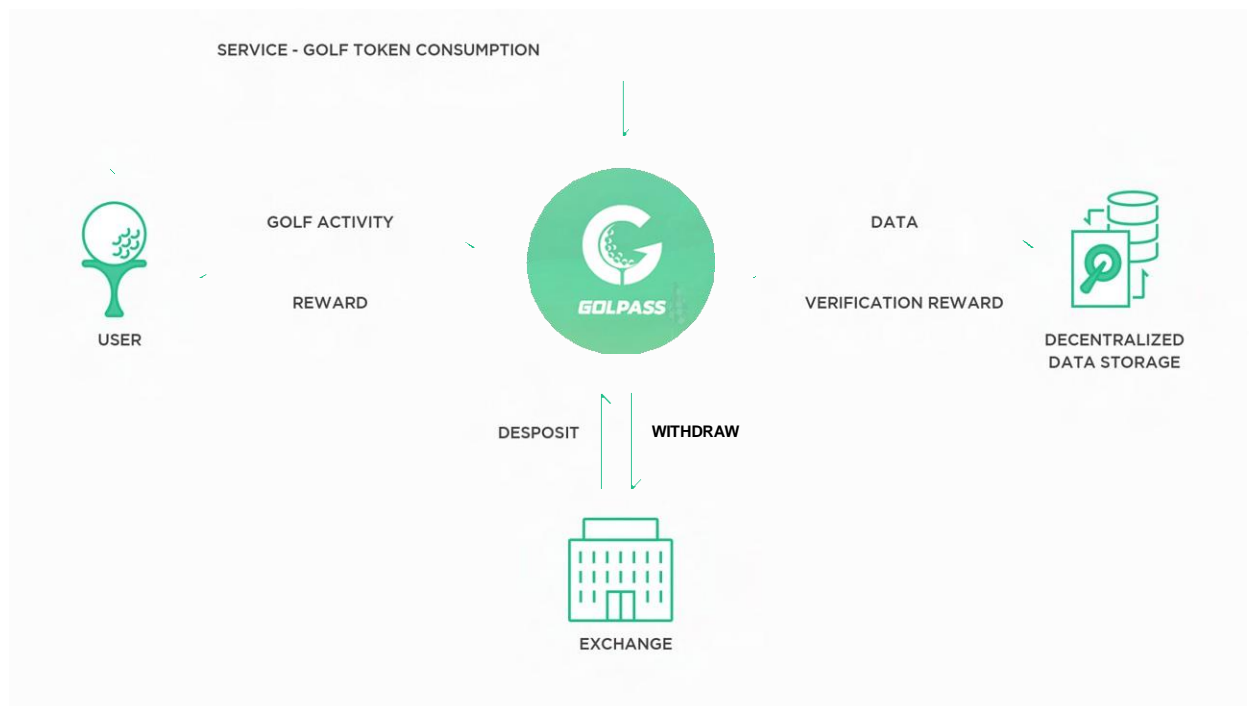 SERVICE - GOLF TOKEN CONSUMPTION
GOLF ACTIVITY
DATA
REWARD
GOLPASS
VERIFICATION REWARD
USER
DECENTRALIZED
DATA STORAGE
DESPOSIT
WITHDRAW
EXCHANGE